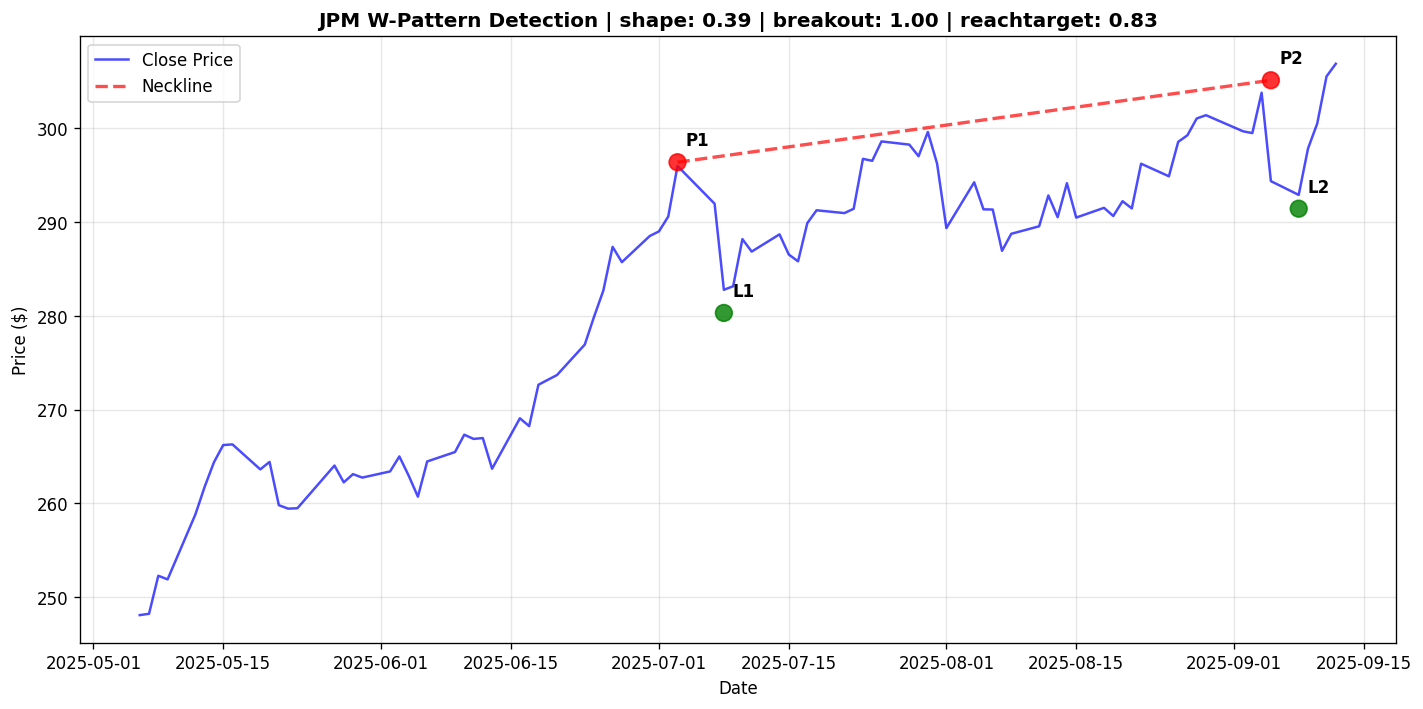 JPM W-Pattern Detection | shape: 0.39 | breakout: 1.00 | reachtarget: 0.83
Close Price
Neckline
P1
P2
L1
L2
Price ($)
300
290
280
270
260
250
2025-05-01 2025-05-15 2025-06-01 2025-06-15 2025-07-01 2025-07-15 2025-08-01 2025-08-15 2025-09-01 2025-09-15
Date